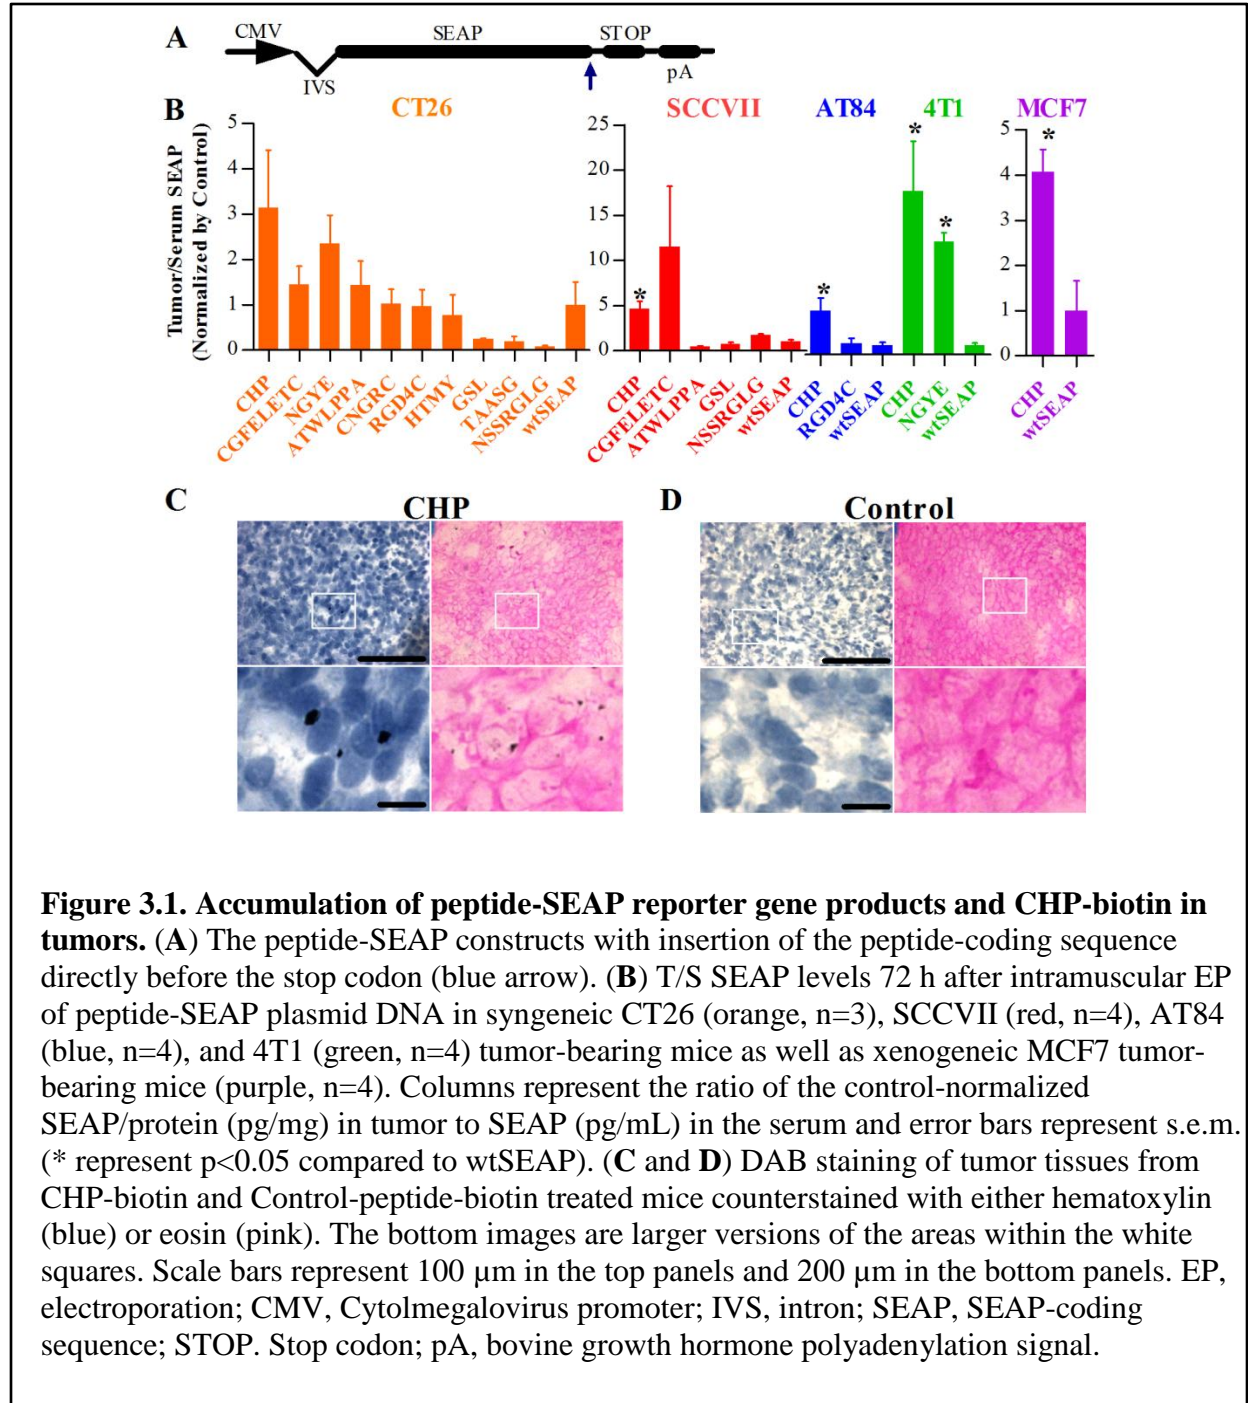 A
CMV
SEAP
STOP
IVS
pA
B
CT26
SCCVII
AT84
4T1
MCF7
Tumor/Serum SEAP
(Normalized by Control)
5
4
3
2
1
0
CHP
CGFELETC
NGYE
ATWLPPA
CNGRC
RGD4C
HTMY
GSL
TAASG
NSSRGLG
wtSEAP
25
20
15
10
5
0
*
CHP
CGFELETC
ATWLPPA
GSL
NSSRGLG
wtSEAP
*
CHP
RGD4C
wtSEAP
*
*
CHP
NGYE
wtSEAP
5
4
3
2
1
0
*
CHP
wtSEAP
C
CHP
D
Control
Figure 3.1. Accumulation of peptide-SEAP reporter gene products and CHP-biotin in
tumors. (A) The peptide-SEAP constructs with insertion of the peptide-coding sequence
directly before the stop codon (blue arrow). (B) T/S SEAP levels 72 h after intramuscular EP
of peptide-SEAP plasmid DNA in syngeneic CT26 (orange, n=3), SCCVII (red, n=4), AT84
(blue, n=4), and 4T1 (green, n=4) tumor-bearing mice as well as xenogeneic MCF7 tumor-
bearing mice (purple, n=4). Columns represent the ratio of the control-normalized
SEAP/protein (pg/mg) in tumor to SEAP (pg/mL) in the serum and error bars represent s.e.m.
(* represent p<0.05 compared to wtSEAP). (C and D) DAB staining of tumor tissues from
CHP-biotin and Control-peptide-biotin treated mice counterstained with either hematoxylin
(blue) or eosin (pink). The bottom images are larger versions of the areas within the white
squares. Scale bars represent 100 µm in the top panels and 200 µm in the bottom panels. EP,
electroporation; CMV, Cytolmegalovirus promoter; IVS, intron; SEAP, SEAP-coding
sequence; STOP. Stop codon; pA, bovine growth hormone polyadenylation signal.